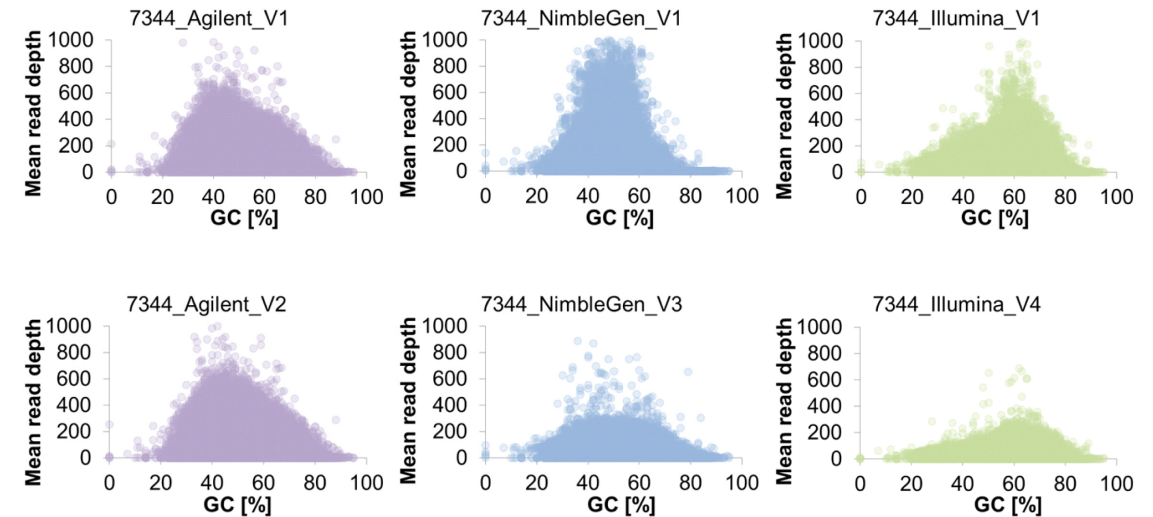 7344_Agilent_V1
Mean read depth
1000
800
600
400
200
0
0 20 40 60 80 100
GC [%]
7344_NimbleGen_V1
Mean read depth
1000
800
600
400
200
0
0 20 40 60 80 100
GC [%]
7344_Illumina_V1
Mean read depth
1000
800
600
400
200
0
0 20 40 60 80 100
GC [%]
7344_Agilent_V2
Mean read depth
1000
800
600
400
200
0
0 20 40 60 80 100
GC [%]
7344_NimbleGen_V3
Mean read depth
1000
800
600
400
200
0
0 20 40 60 80 100
GC [%]
7344_Illumina_V4
Mean read depth
1000
800
600
400
200
0
0 20 40 60 80 100
GC [%]